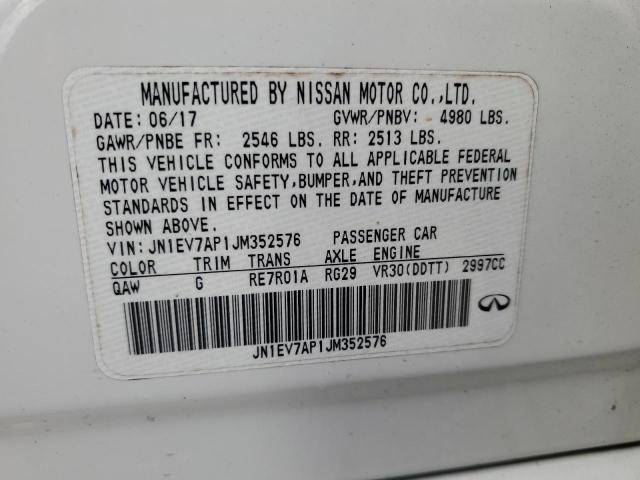 MANUFACTURED BY NISSAN MOTOR CO.,LTD.
DATE: 06/17 GVWR/PNBV: 4980 LBS.
GAWR/PNBE FR: 2546 LBS. RR: 2513 LBS.
THIS VEHICLE CONFORMS TO ALL APPLICABLE FEDERAL
MOTOR VEHICLE SAFETY,BUMPER,AND THEFT PREVENTION
STANDARDS IN EFFECT ON THE DATE OF MANUFACTURE
SHOWN ABOVE.
VIN: JN1EV7AP1JM352576 PASSENGER CAR
COLOR TRIM TRANS AXLE ENGINE
QAW G RE7R01A RG29 VR30(DDTT) 2997CC
JN1EV7AP1JM352576